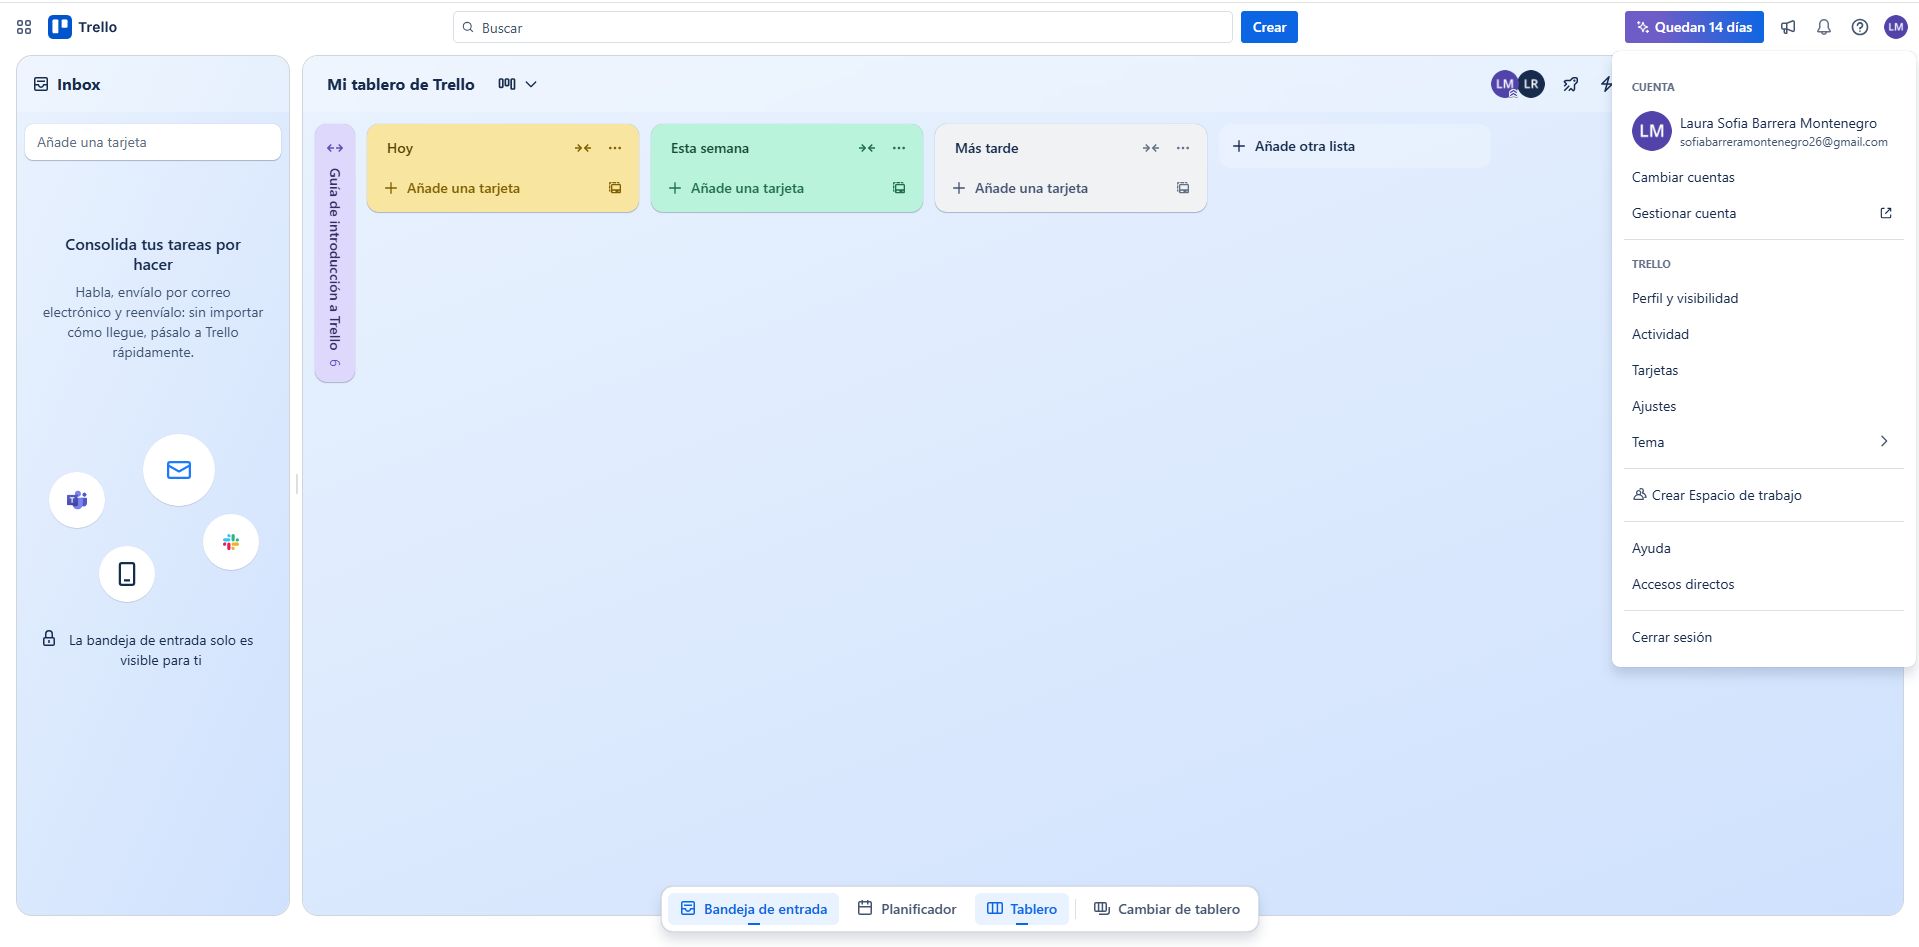 Trello
Buscar
Crear
Quedan 14 días
LM
Inbox
Añade una tarjeta
Consolida tus tareas por
hacer
Habla, envíalo por correo
electrónico y reenvíalo: sin importar
cómo llegue, pásalo a Trello
rápidamente.
La bandeja de entrada solo es
visible para ti
Mi tablero de Trello
LM
LR
Guía de introducción a Trello 6
Hoy
Añade una tarjeta
Esta semana
Añade una tarjeta
Más tarde
Añade una tarjeta
Añade otra lista
CUENTA
LM
Laura Sofia Barrera Montenegro
sofiabarreramontenegro26@gmail.com
Cambiar cuentas
Gestionar cuenta
TRELLO
Perfil y visibilidad
Actividad
Tarjetas
Ajustes
Tema
Crear Espacio de trabajo
Ayuda
Accesos directos
Cerrar sesión
Bandeja de entrada
Planificador
Tablero
Cambiar de tablero